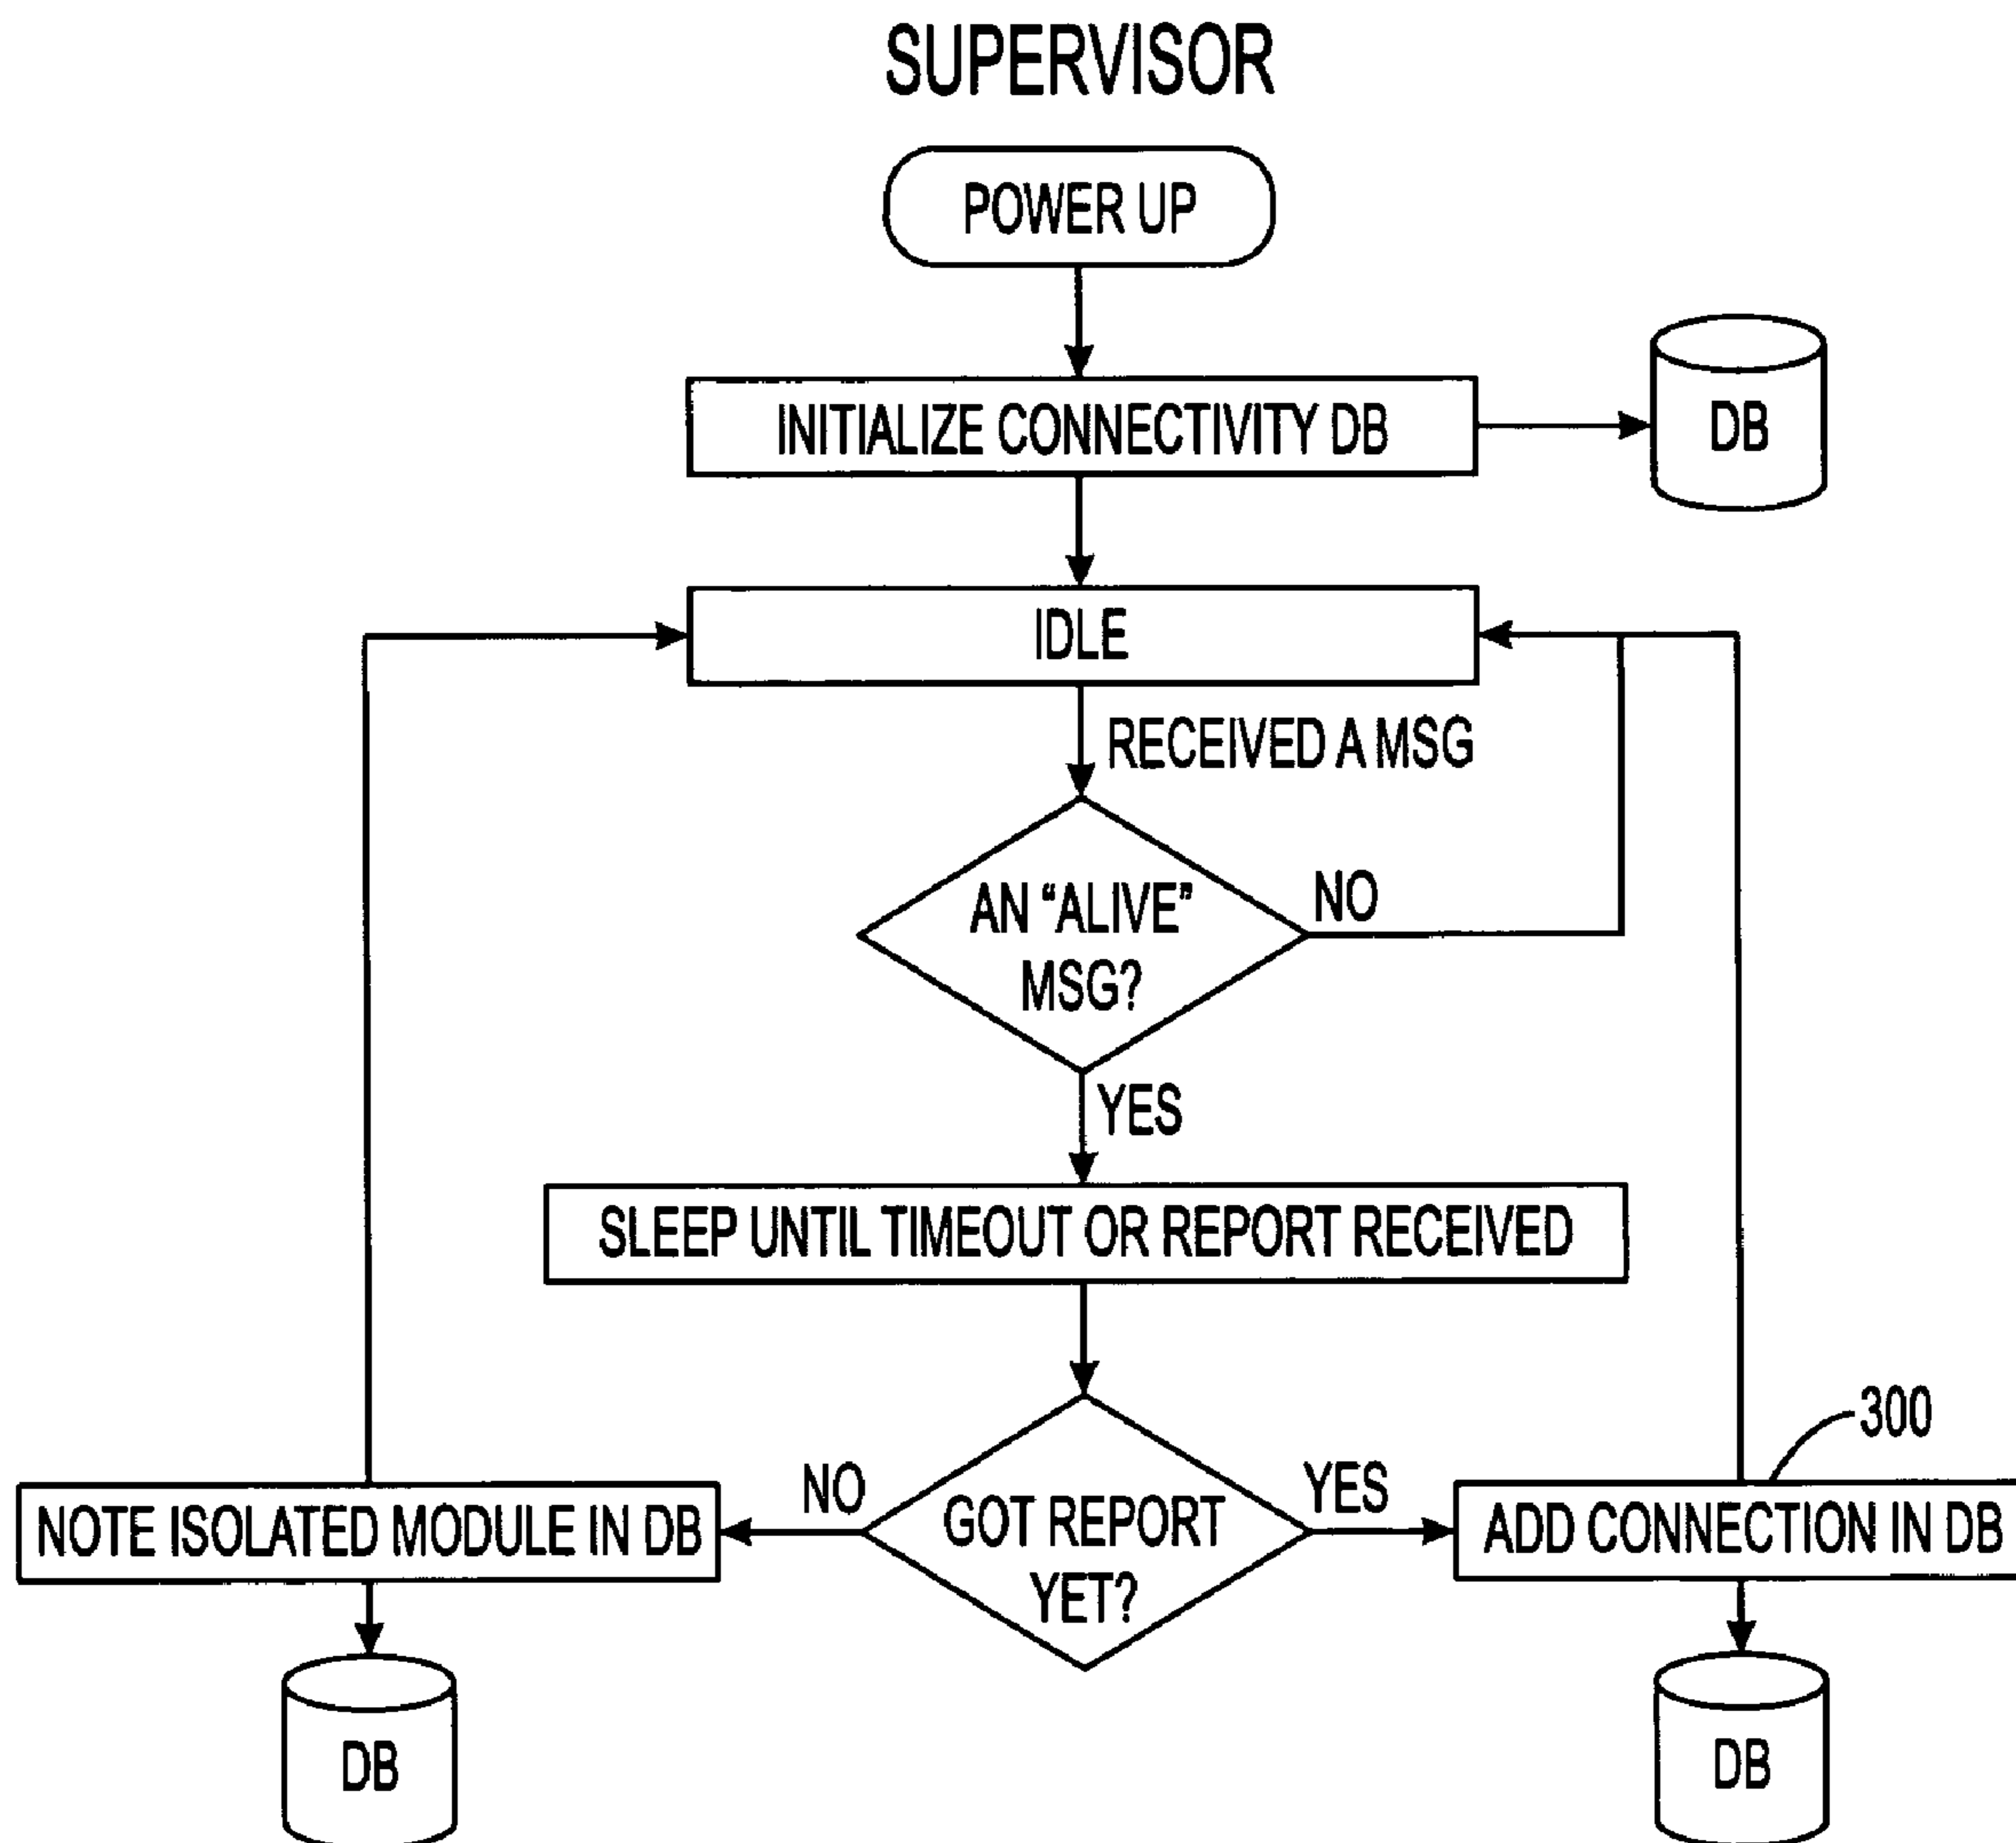 SUPERVISOR
POWER UP
INITIALIZE CONNECTIVITY DB
DB
IDLE
RECEIVED A MSG
AN “ALIVE”
MSG?
NO
YES
SLEEP UNTIL TIMEOUT OR REPORT RECEIVED
300
NOTE ISOLATED MODULE IN DB
NO
GOT REPORT
YET?
YES
ADD CONNECTION IN DB
DB
DB